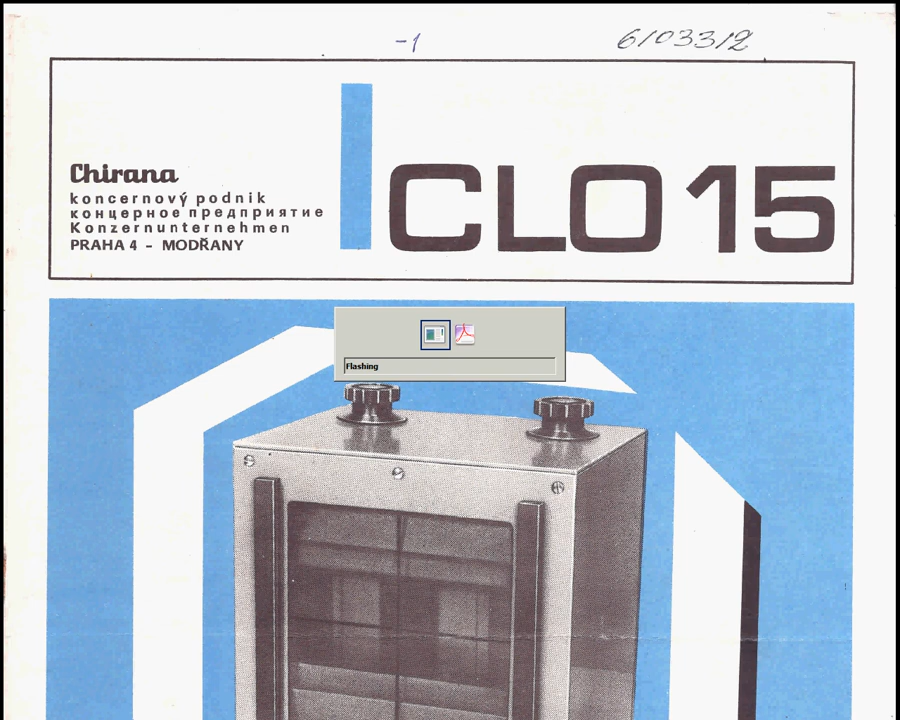 -1
6103312
Chirana
koncernový podnik
концерное предприятие
Konzernunternehmen
PRAHA 4 - MODŘANY
CLO 15
Flashing